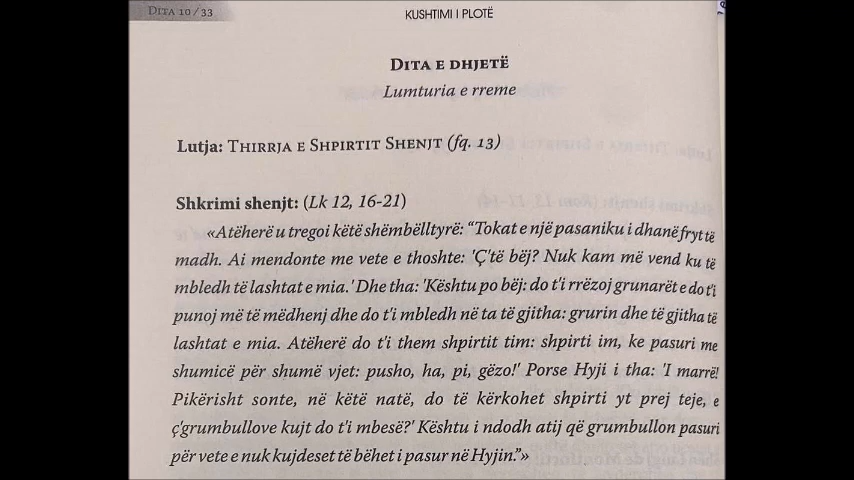 DITA 10/33
KUSHTIMI I PLOTË
DITA E DHJETË
Lumturia e rreme
Lutja: THIRRJA E SHPIRTIT SHENJT (fq. 13)
Shkrimi shenjt: (Lk 12, 16-21)
«Atëherë u tregoi këtë shëmbëlltyrë: “Tokat e një pasaniku i dhanë fryt të
madh. Ai mendonte me vete e thoshte: 'Ç'të bëj? Nuk kam më vend ku të
mbledh të lashtat e mia.' Dhe tha: 'Kështu po bëj: do t'i rrëzoj grunarët e do t'i
punoj më të mëdhenj dhe do t'i mbledh në ta të gjitha: grurin dhe të gjitha të
lashtat e mia. Atëherë do t'i them shpirtit tim: shpirti im, ke pasuri me
shumicë për shumë vjet: pusho, ha, pi, gëzo!' Porse Hyji i tha: 'I marrë!
Pikërisht sonte, në këtë natë, do të kërkohet shpirti yt prej teje, e
ç'grumbullove kujt do t'i mbesë?' Kështu i ndodh atij që grumbullon pasuri
për vete e nuk kujdeset të bëhet i pasur në Hyjin.”»